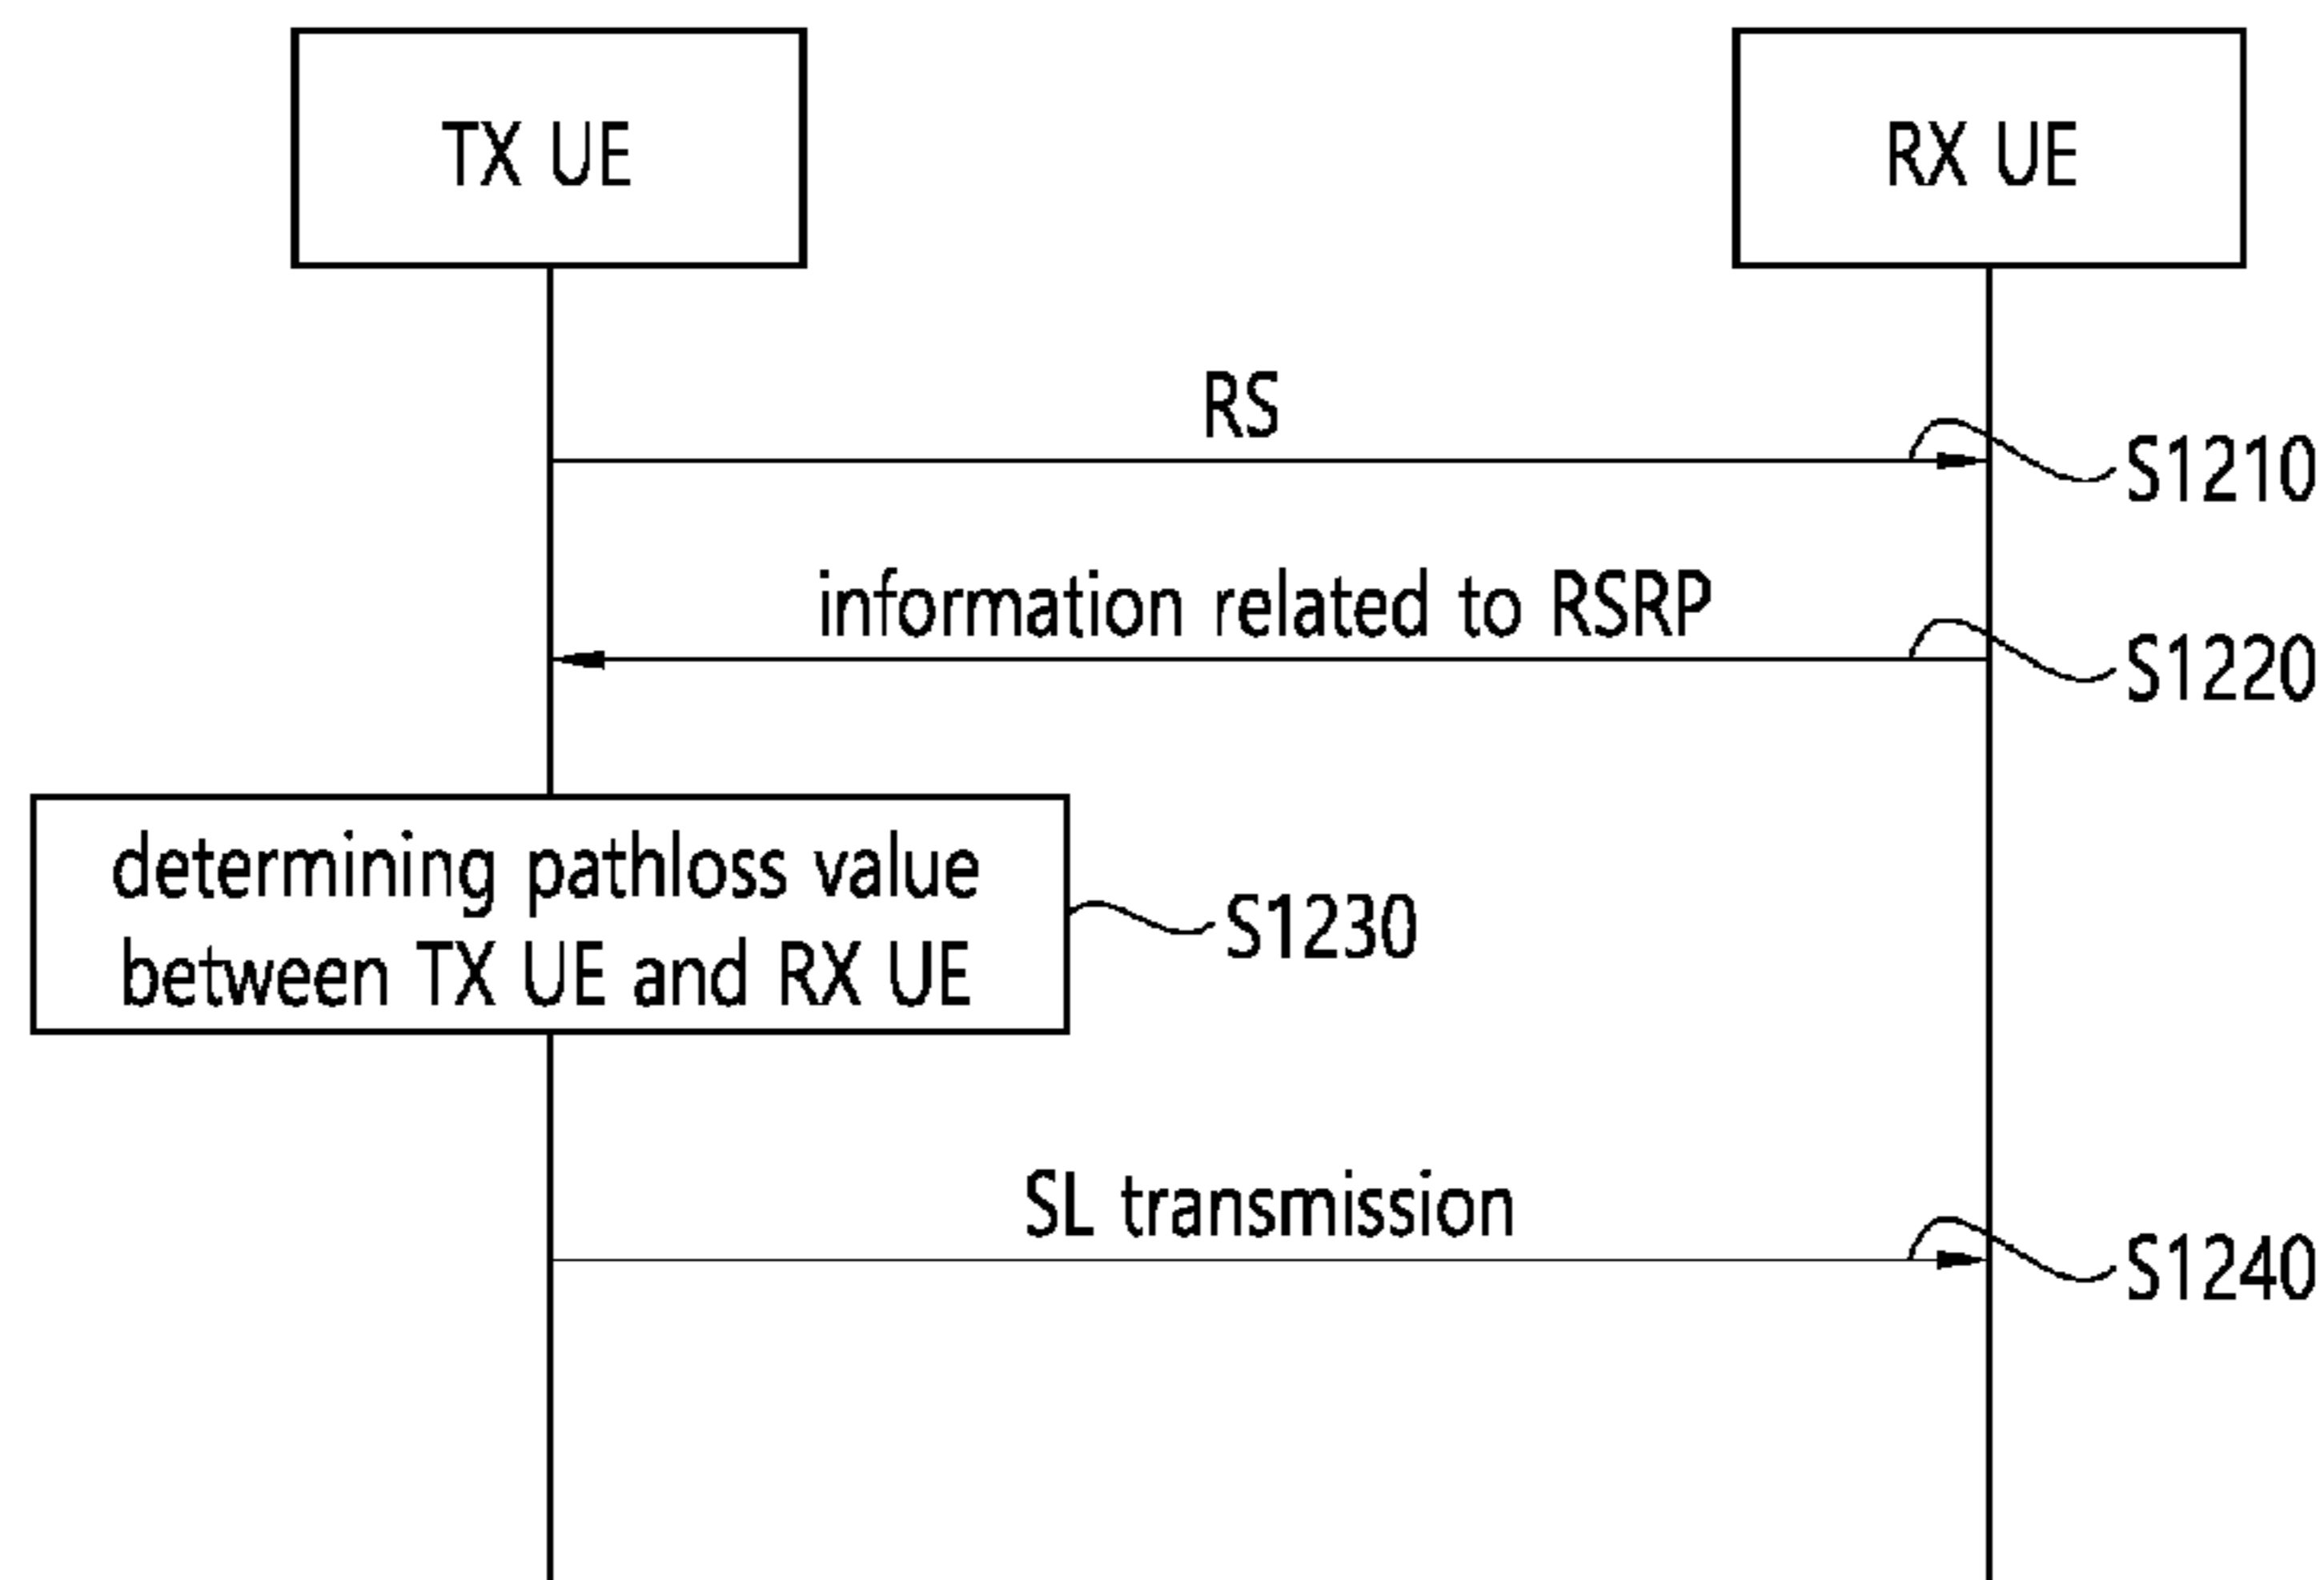 TX UE
RX UE
RS
S1210
information related to RSRP
S1220
determining pathloss value
between TX UE and RX UE
S1230
SL transmission
S1240